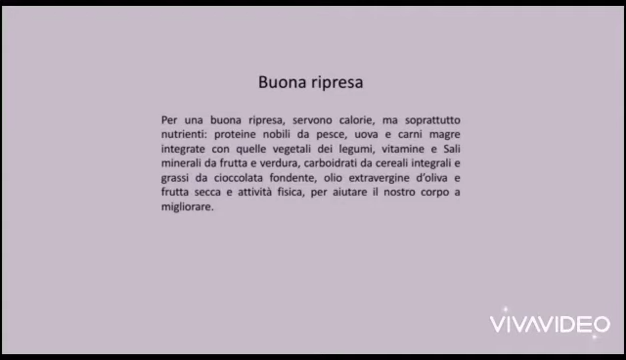 Buona ripresa
Per una buona ripresa, servono calorie, ma soprattutto
nutrienti: proteine nobili da pesce, uova e carni magre
integrate con quelle vegetali dei legumi, vitamine e Sali
minerali da frutta e verdura, carboidrati da cereali integrali e
grassi da cioccolata fondente, olio extravergine d'oliva e
frutta secca e attività fisica, per aiutare il nostro corpo a
migliorare.
VIVAVIDEO